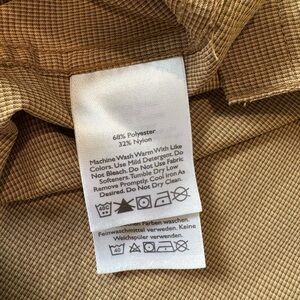 68% Polyester
32% Nylon
Machine Wash Warm With Like
Colors. Use Mild Detergent. Do
Not Bleach. Do Not Use Fabric
Softeners. Tumble Dry Low
Remove Promptly. Cool Iron As
Desired. Do Not Dry Clean.
Farben waschen.
Feinwaschmittel verwenden. Keine
Weichspüler verwenden.
40